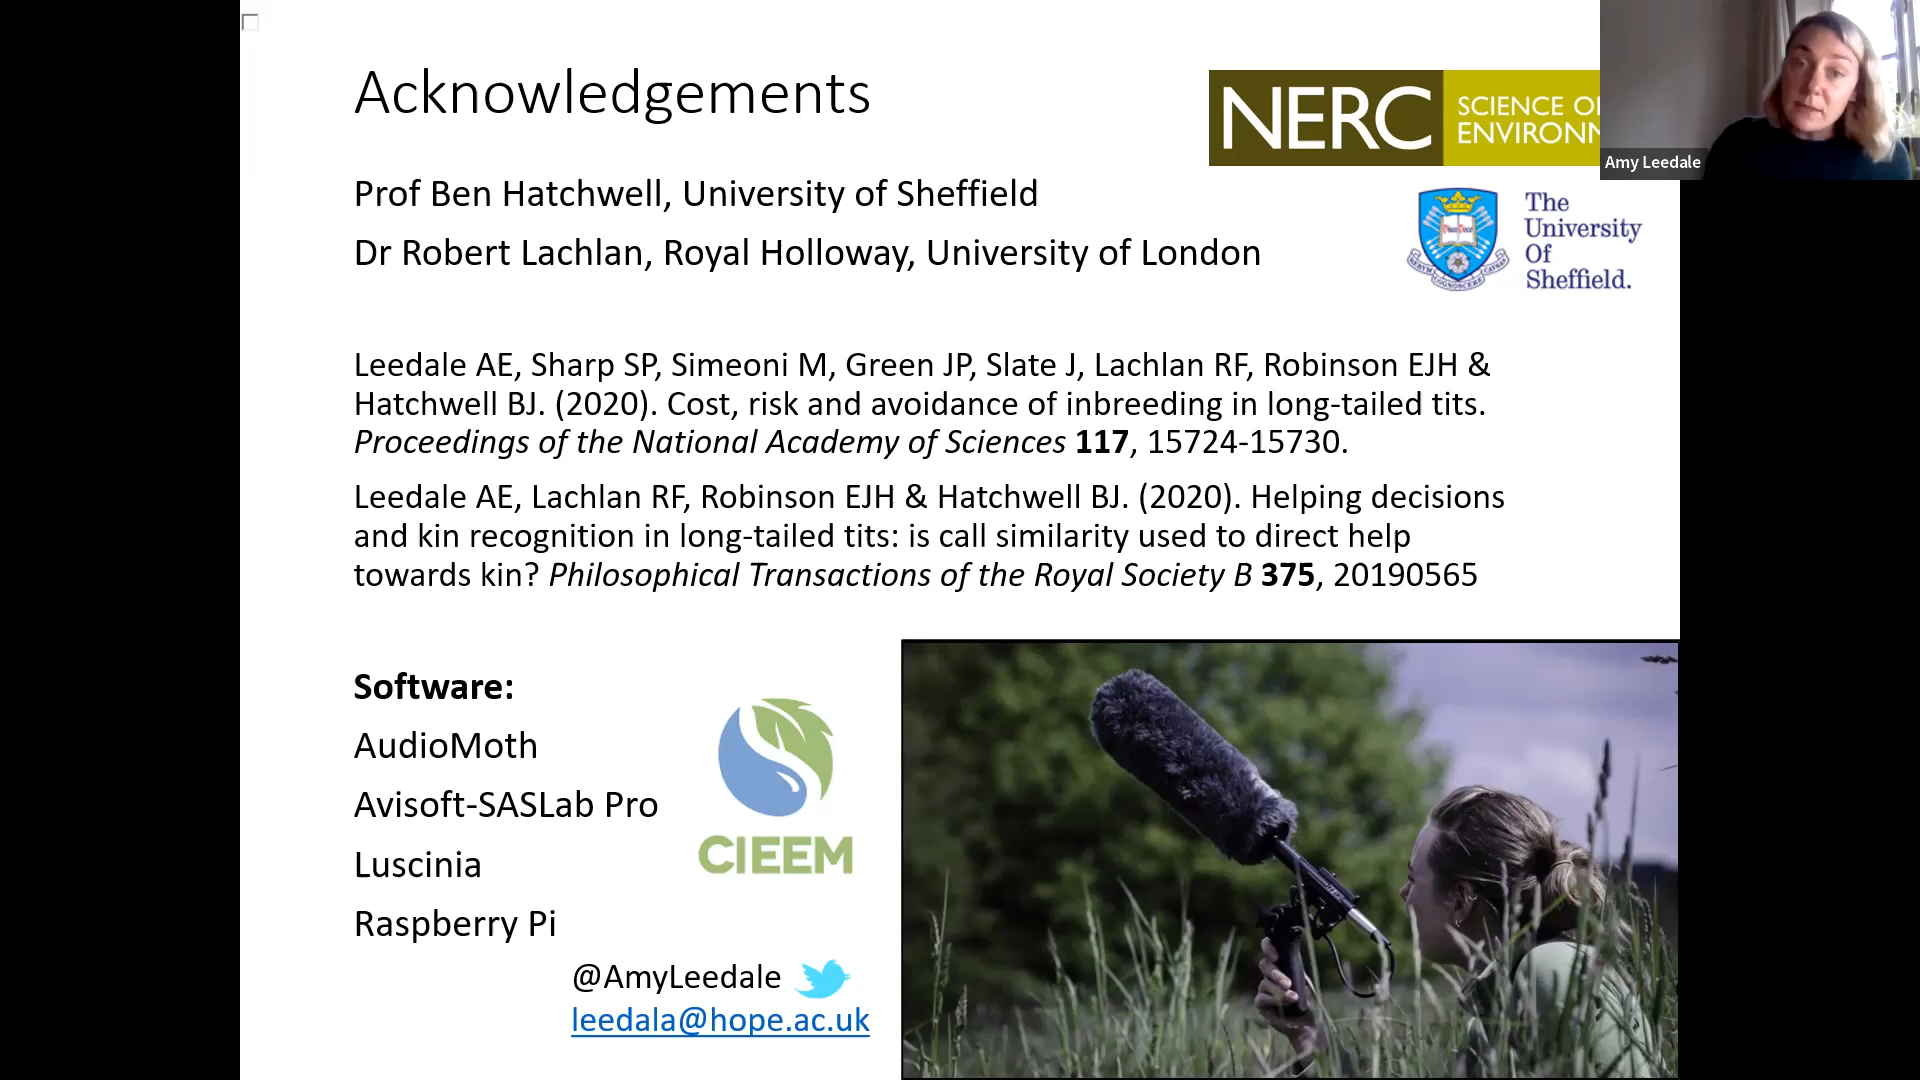 Acknowledgements
NERC
SCIENCE OF
ENVIRONM
Amy Leedale
Prof Ben Hatchwell, University of Sheffield
Dr Robert Lachlan, Royal Holloway, University of London
The
University
Of
Sheffield.
Leedale AE, Sharp SP, Simeoni M, Green JP, Slate J, Lachlan RF, Robinson EJH &
Hatchwell BJ. (2020). Cost, risk and avoidance of inbreeding in long-tailed tits.
Proceedings of the National Academy of Sciences 117, 15724-15730.
Leedale AE, Lachlan RF, Robinson EJH & Hatchwell BJ. (2020). Helping decisions
and kin recognition in long-tailed tits: is call similarity used to direct help
towards kin? Philosophical Transactions of the Royal Society B 375, 20190565
Software:
AudioMoth
Avisoft-SASLab Pro
Luscinia
Raspberry Pi
CIEEM
@AmyLeedale
leedala@hope.ac.uk